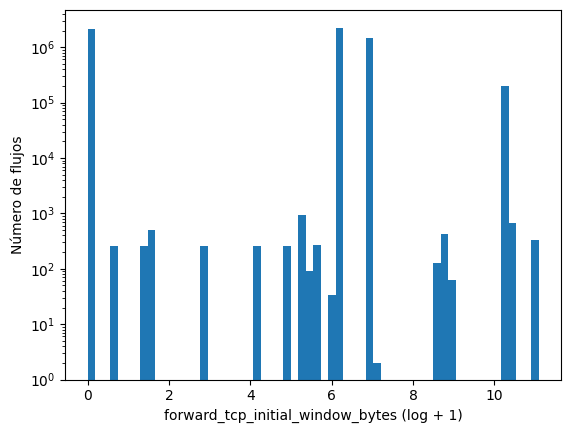 10⁶
10⁵
10⁴
10³
10²
10¹
10⁰
Número de flujos
0 2 4 6 8 10
forward_tcp_initial_window_bytes (log + 1)